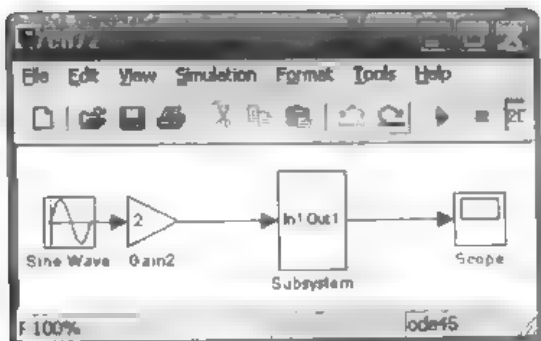 File Edit View Simulation Format Tools Help
2
In1 Out1
Sine Wave
Gain2
Subsystem
Scope
100%
ode45